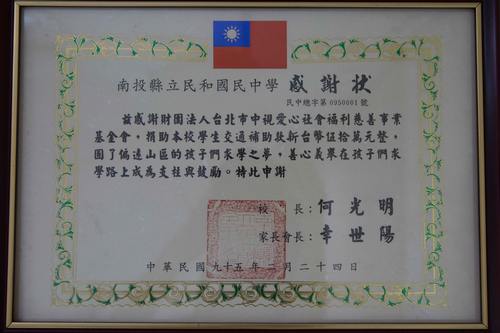 南投縣立民和國民中學 感謝狀
民中總字第0950001號
茲感謝財團法人台北市中視愛心社會福利慈善事業
基金會，捐助本校學生交通補助款新台幣伍拾萬元整，
圓了偏遠山區的孩子們求學之夢，善心義舉在孩子們求
學路上成為支柱與鼓勵。特此申謝
校 長：何光明
家長會長：幸世陽
中華民國九十五年 月二十四日